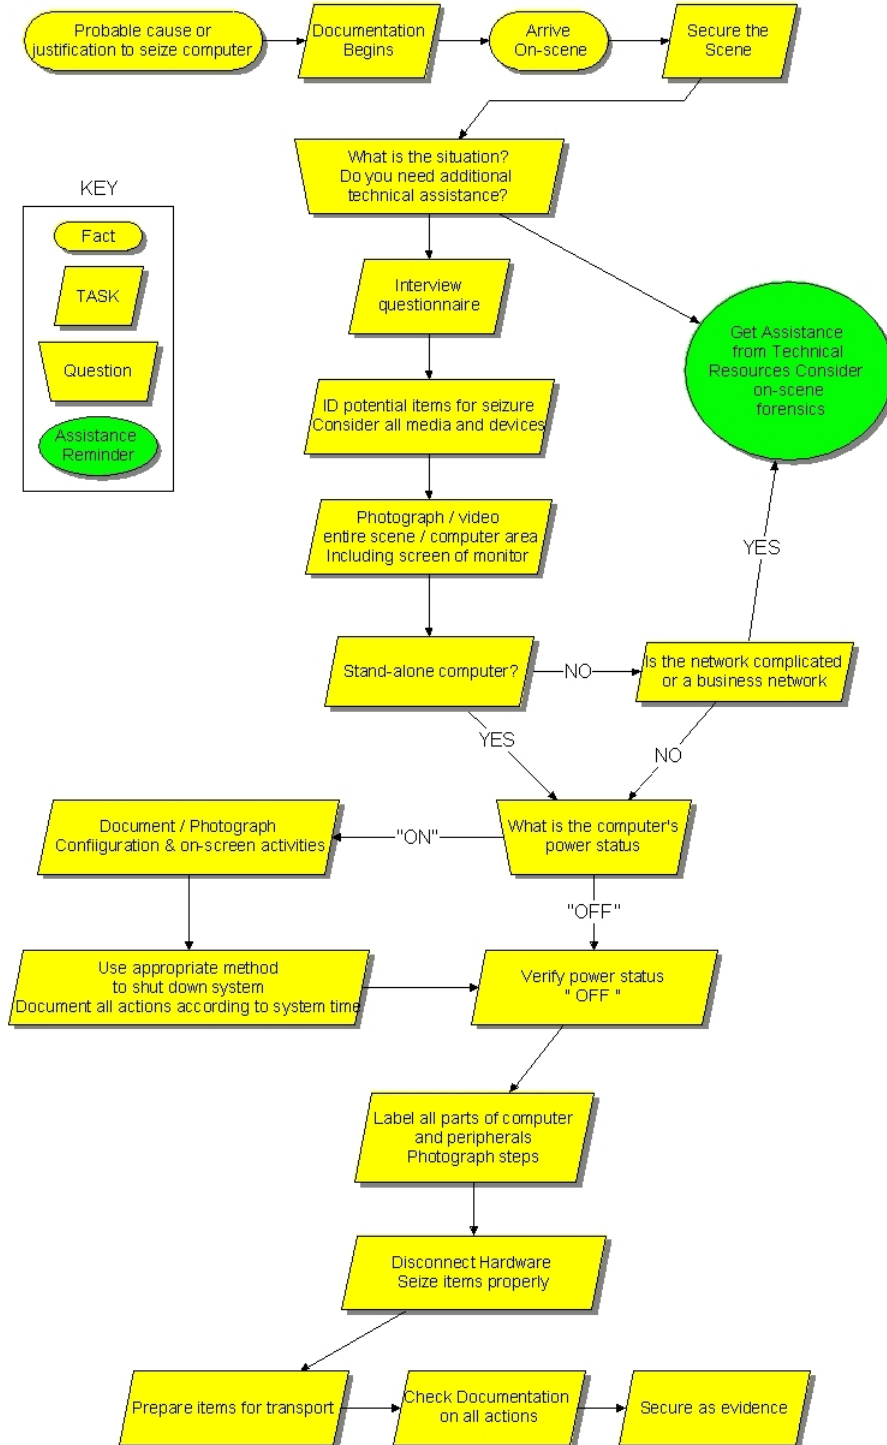 Probable cause or
justification to seize computer
Documentation
Begins
Arrive
On-scene
Secure the
Scene
What is the situation?
Do you need additional
technical assistance?
KEY
Fact
TASK
Question
Assistance
Reminder
Interview
questionnaire
Get Assistance
from Technical
Resources Consider
on-scene
forensics
ID potential items for seizure
Consider all media and devices
Photograph / video
entire scene / computer area
Including screen of monitor
YES
Stand-alone computer?
NO
Is the network complicated
or a business network
YES
NO
Document / Photograph
Confiiguration & on-screen activities
"ON"
What is the computer's
power status
"OFF"
Use appropriate method
to shut down system
Document all actions according to system time
Verify power status
" OFF "
Label all parts of computer
and peripherals
Photograph steps
Disconnect Hardware
Seize items properly
Prepare items for transport
Check Documentation
on all actions
Secure as evidence